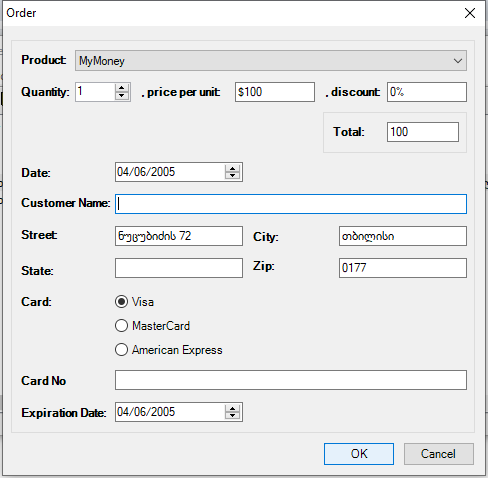 Order
Product: MyMoney
Quantity: 1 , price per unit: $100 , discount: 0%
Total: 100
Date: 04/06/2005
Customer Name:
Street: ნუცუბიძის 72 City: თბილისი
State: Zip: 0177
Card: Visa
MasterCard
American Express
Card No
Expiration Date: 04/06/2005
OK Cancel